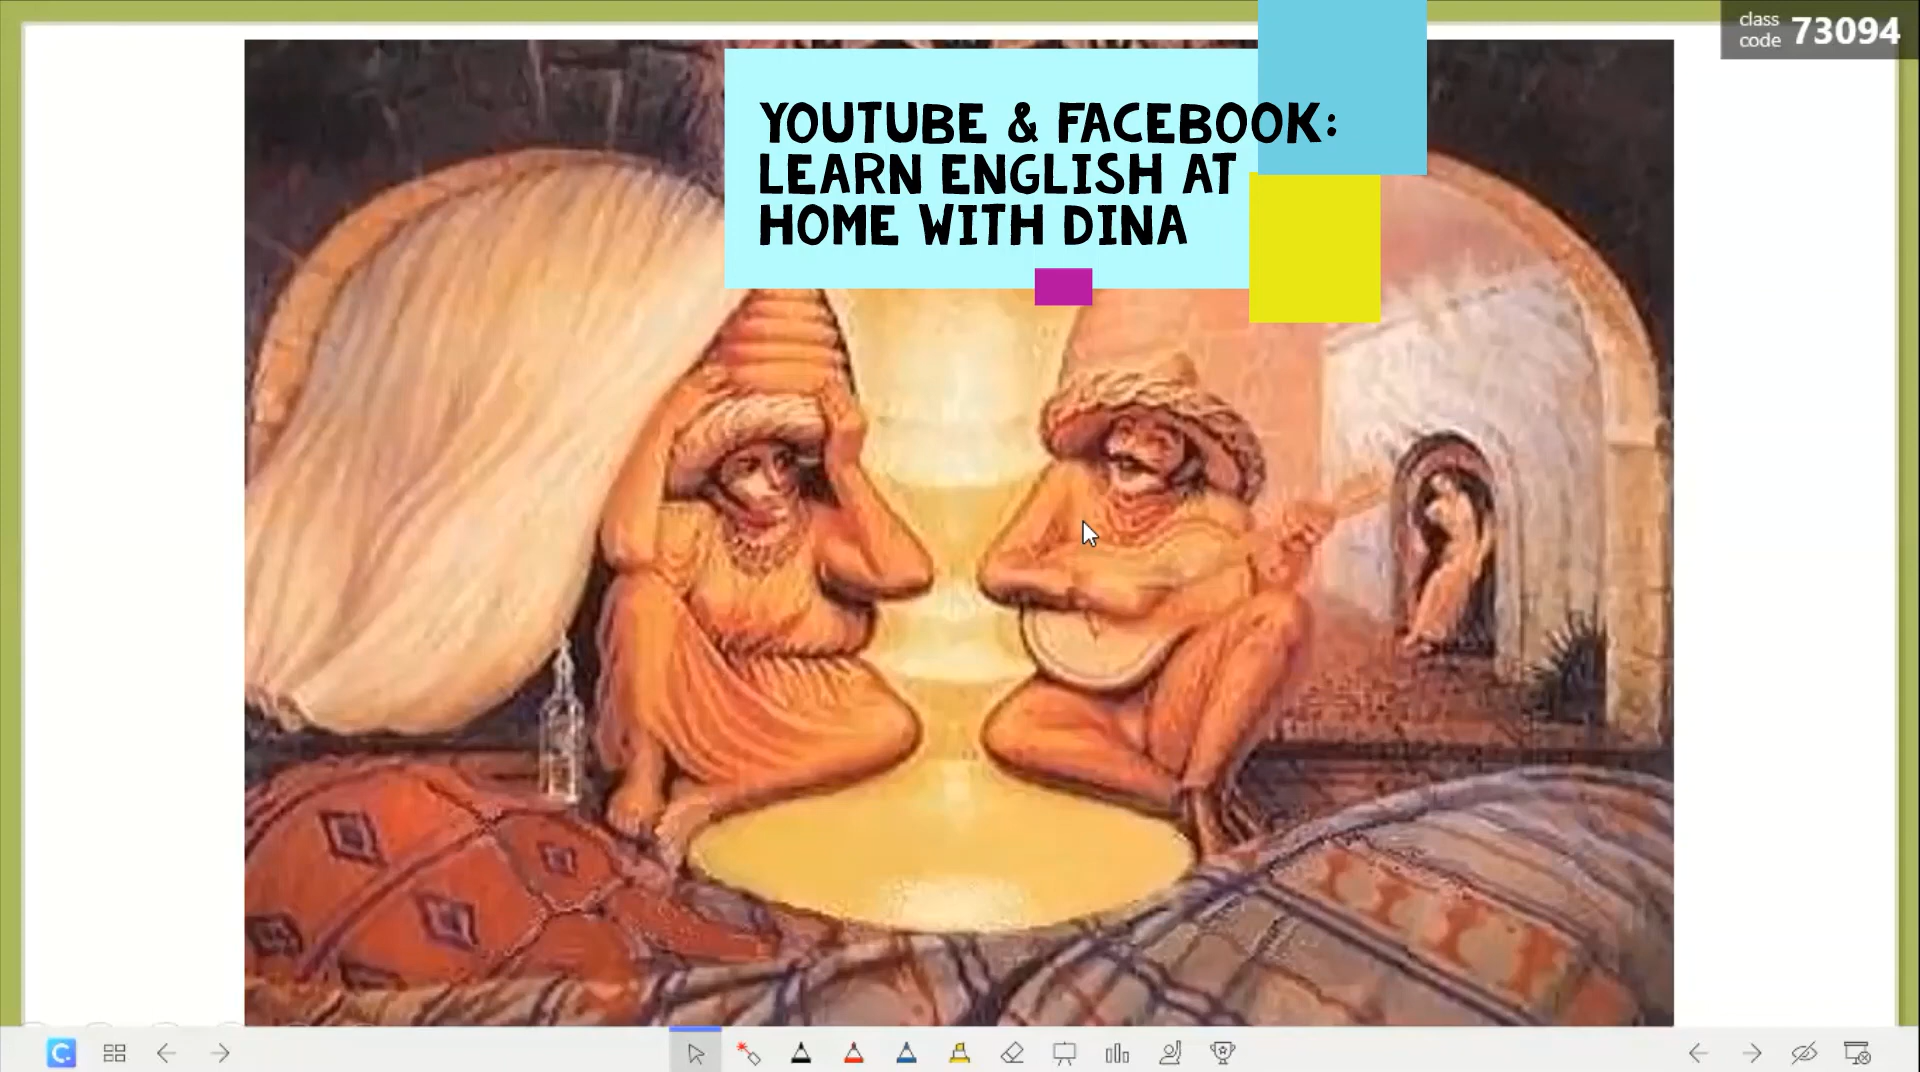 class
code 73094
YOUTUBE & FACEBOOK:
LEARN ENGLISH AT
HOME WITH DINA